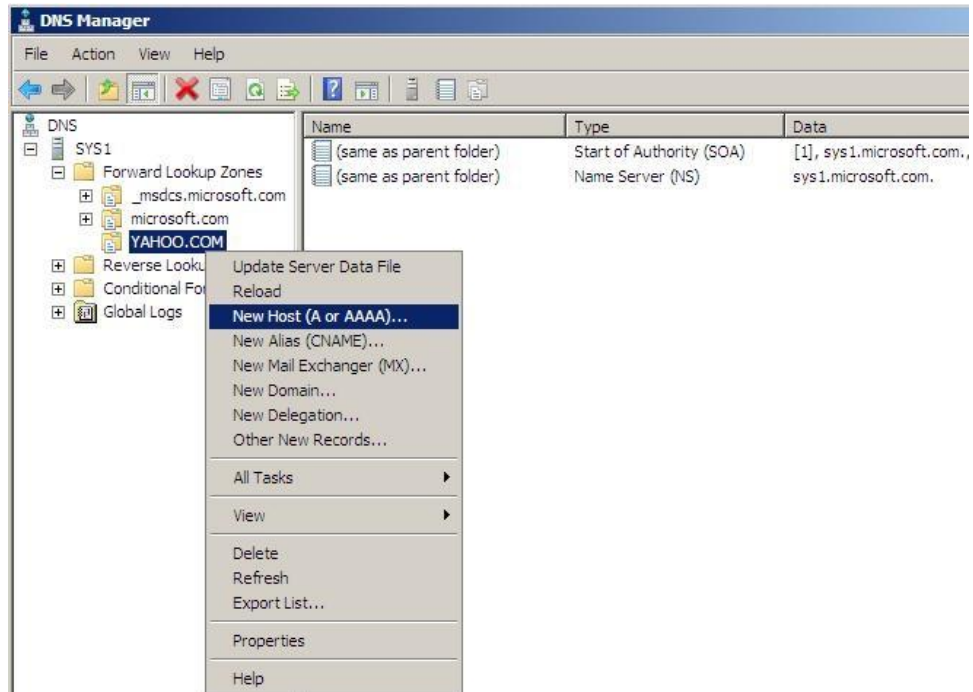 DNS Manager
File Action View Help
DNS
SYS1
Forward Lookup Zones
_msdcs.microsoft.com
microsoft.com
YAHOO.COM
Reverse Looku
Conditional For
Global Logs
Name Type Data
(same as parent folder) Start of Authority (SOA) [1], sys1.microsoft.com.,
(same as parent folder) Name Server (NS) sys1.microsoft.com.
Update Server Data File
Reload
New Host (A or AAAA)...
New Alias (CNAME)...
New Mail Exchanger (MX)...
New Domain...
New Delegation...
Other New Records...
All Tasks
View
Delete
Refresh
Export List...
Properties
Help